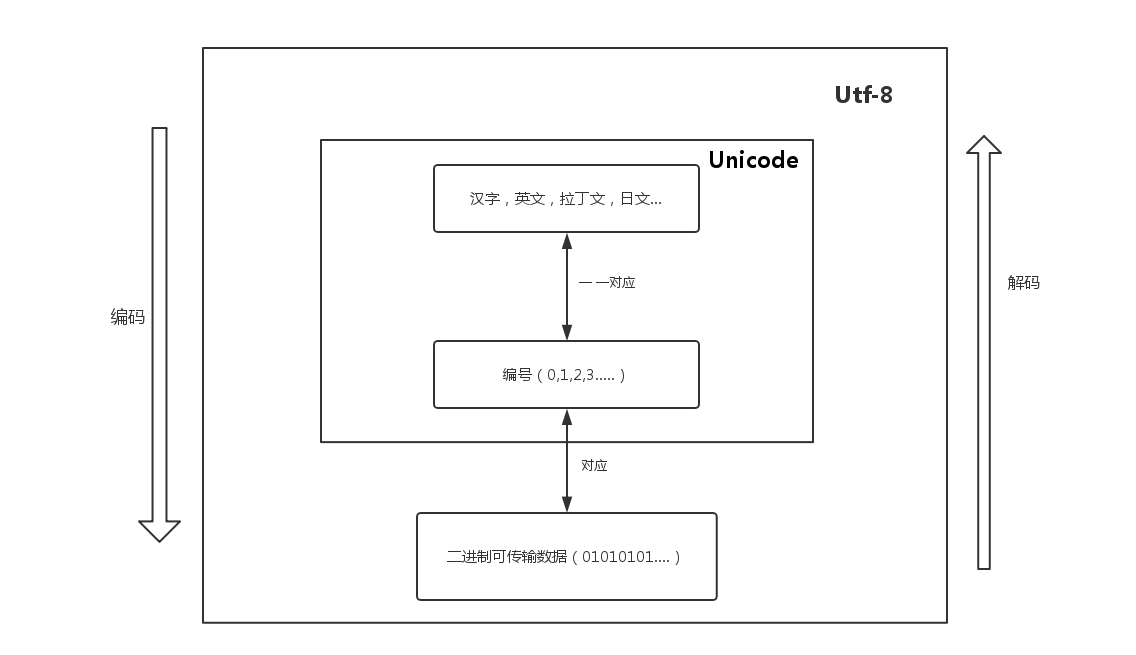 Utf-8
Unicode
汉字，英文，拉丁文，日文...
一 一对应
编号（0,1,2,3.....）
编码
解码
对应
二进制可传输数据（01010101....）